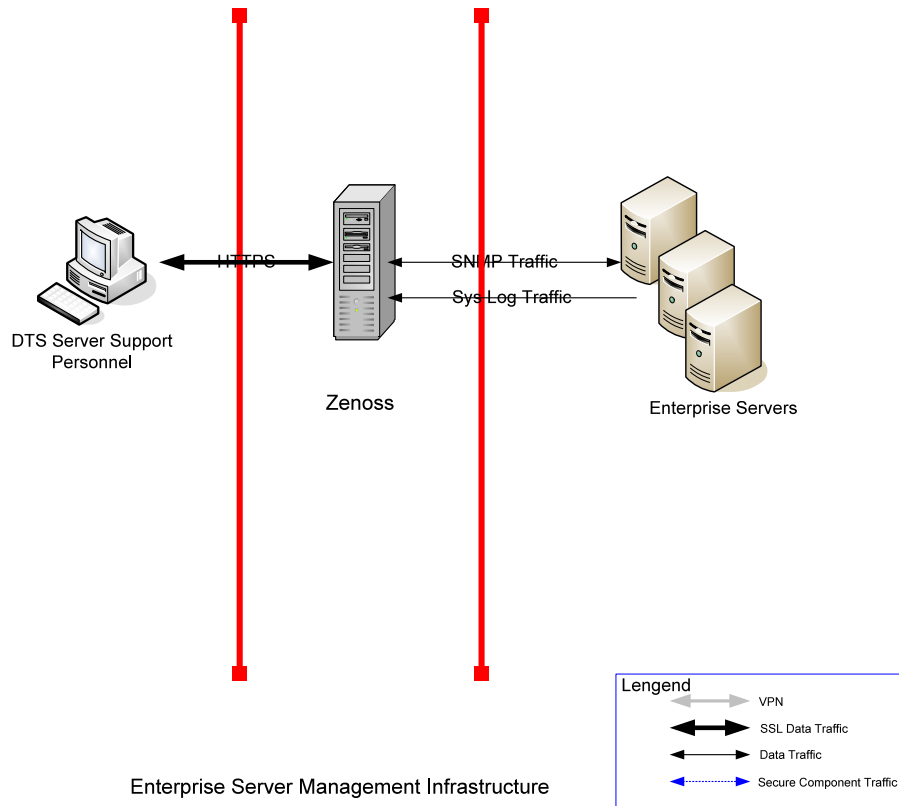 HTTPS
SNMP Traffic
Sys Log Traffic
DTS Server Support
Personnel
Zenoss
Enterprise Servers
Lengend
VPN
SSL Data Traffic
Data Traffic
Secure Component Traffic
Enterprise Server Management Infrastructure